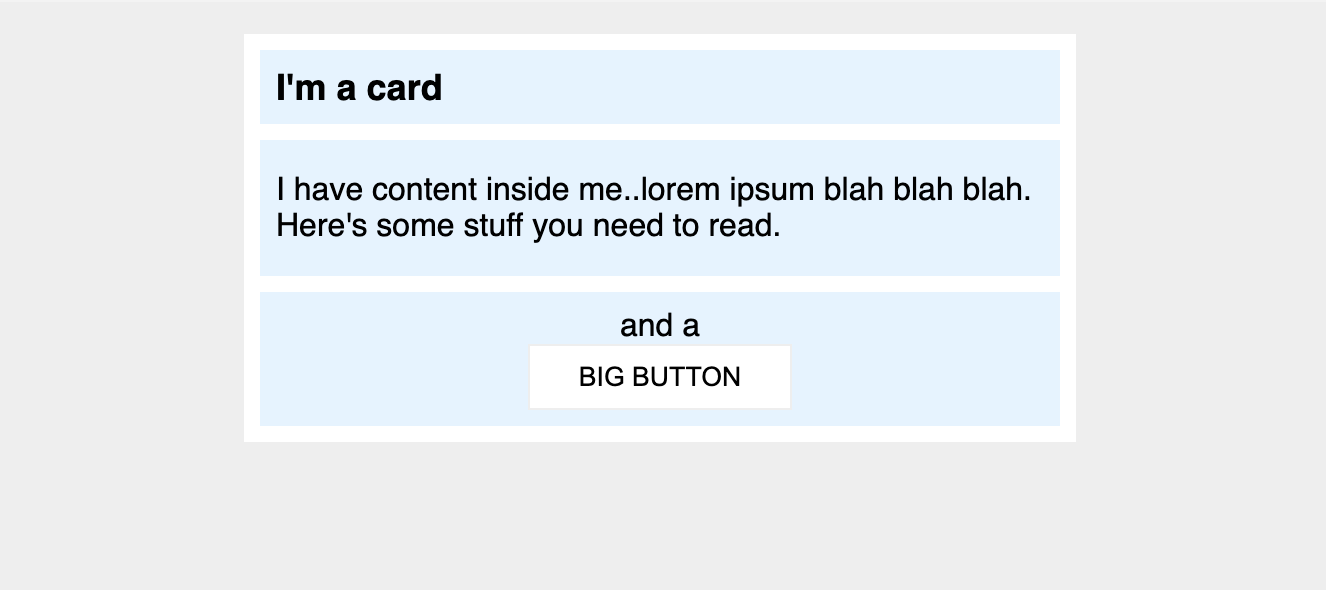 I'm a card
I have content inside me..lorem ipsum blah blah blah.
Here's some stuff you need to read.
and a
BIG BUTTON